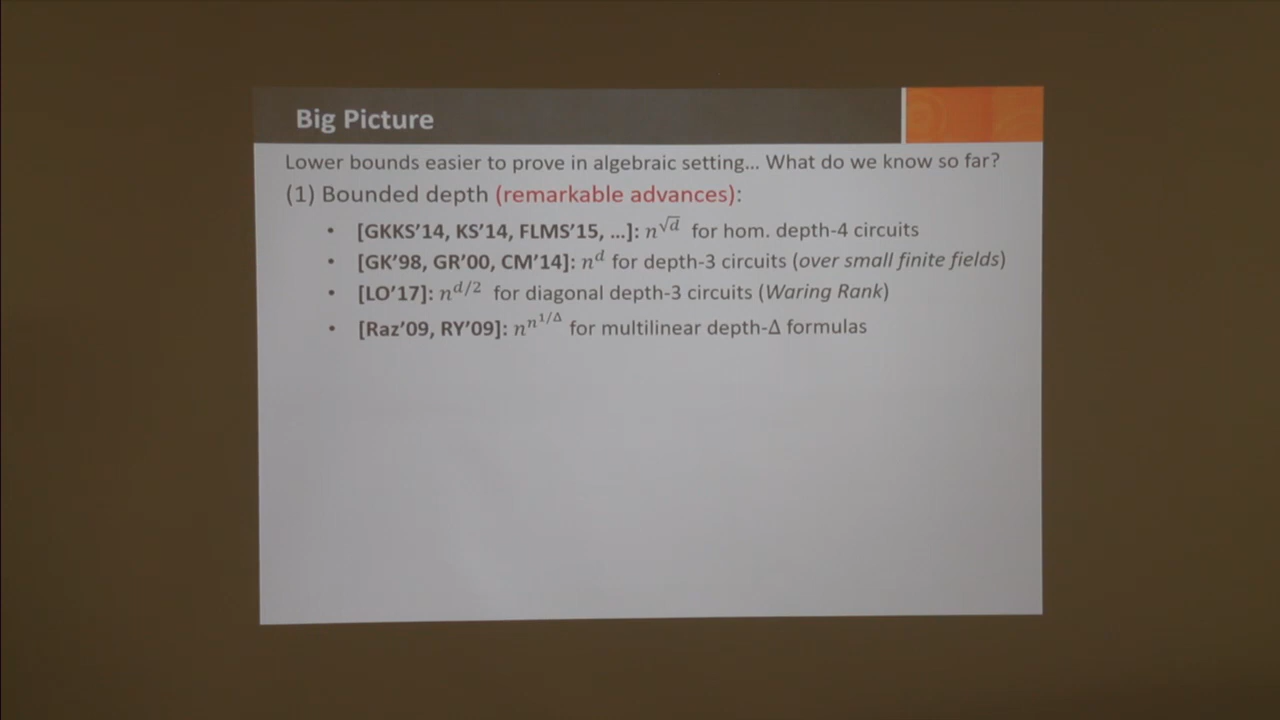 Big Picture
Lower bounds easier to prove in algebraic setting... What do we know so far?
(1) Bounded depth (remarkable advances):
• [GKKS'14, KS'14, FLMS'15, ...]: n^{√d} for hom. depth-4 circuits
• [GK'98, GR'00, CM'14]: n^d for depth-3 circuits (over small finite fields)
• [LO'17]: n^{d/2} for diagonal depth-3 circuits (Waring Rank)
• [Raz'09, RY'09]: n^{n^{1/Δ}} for multilinear depth-Δ formulas